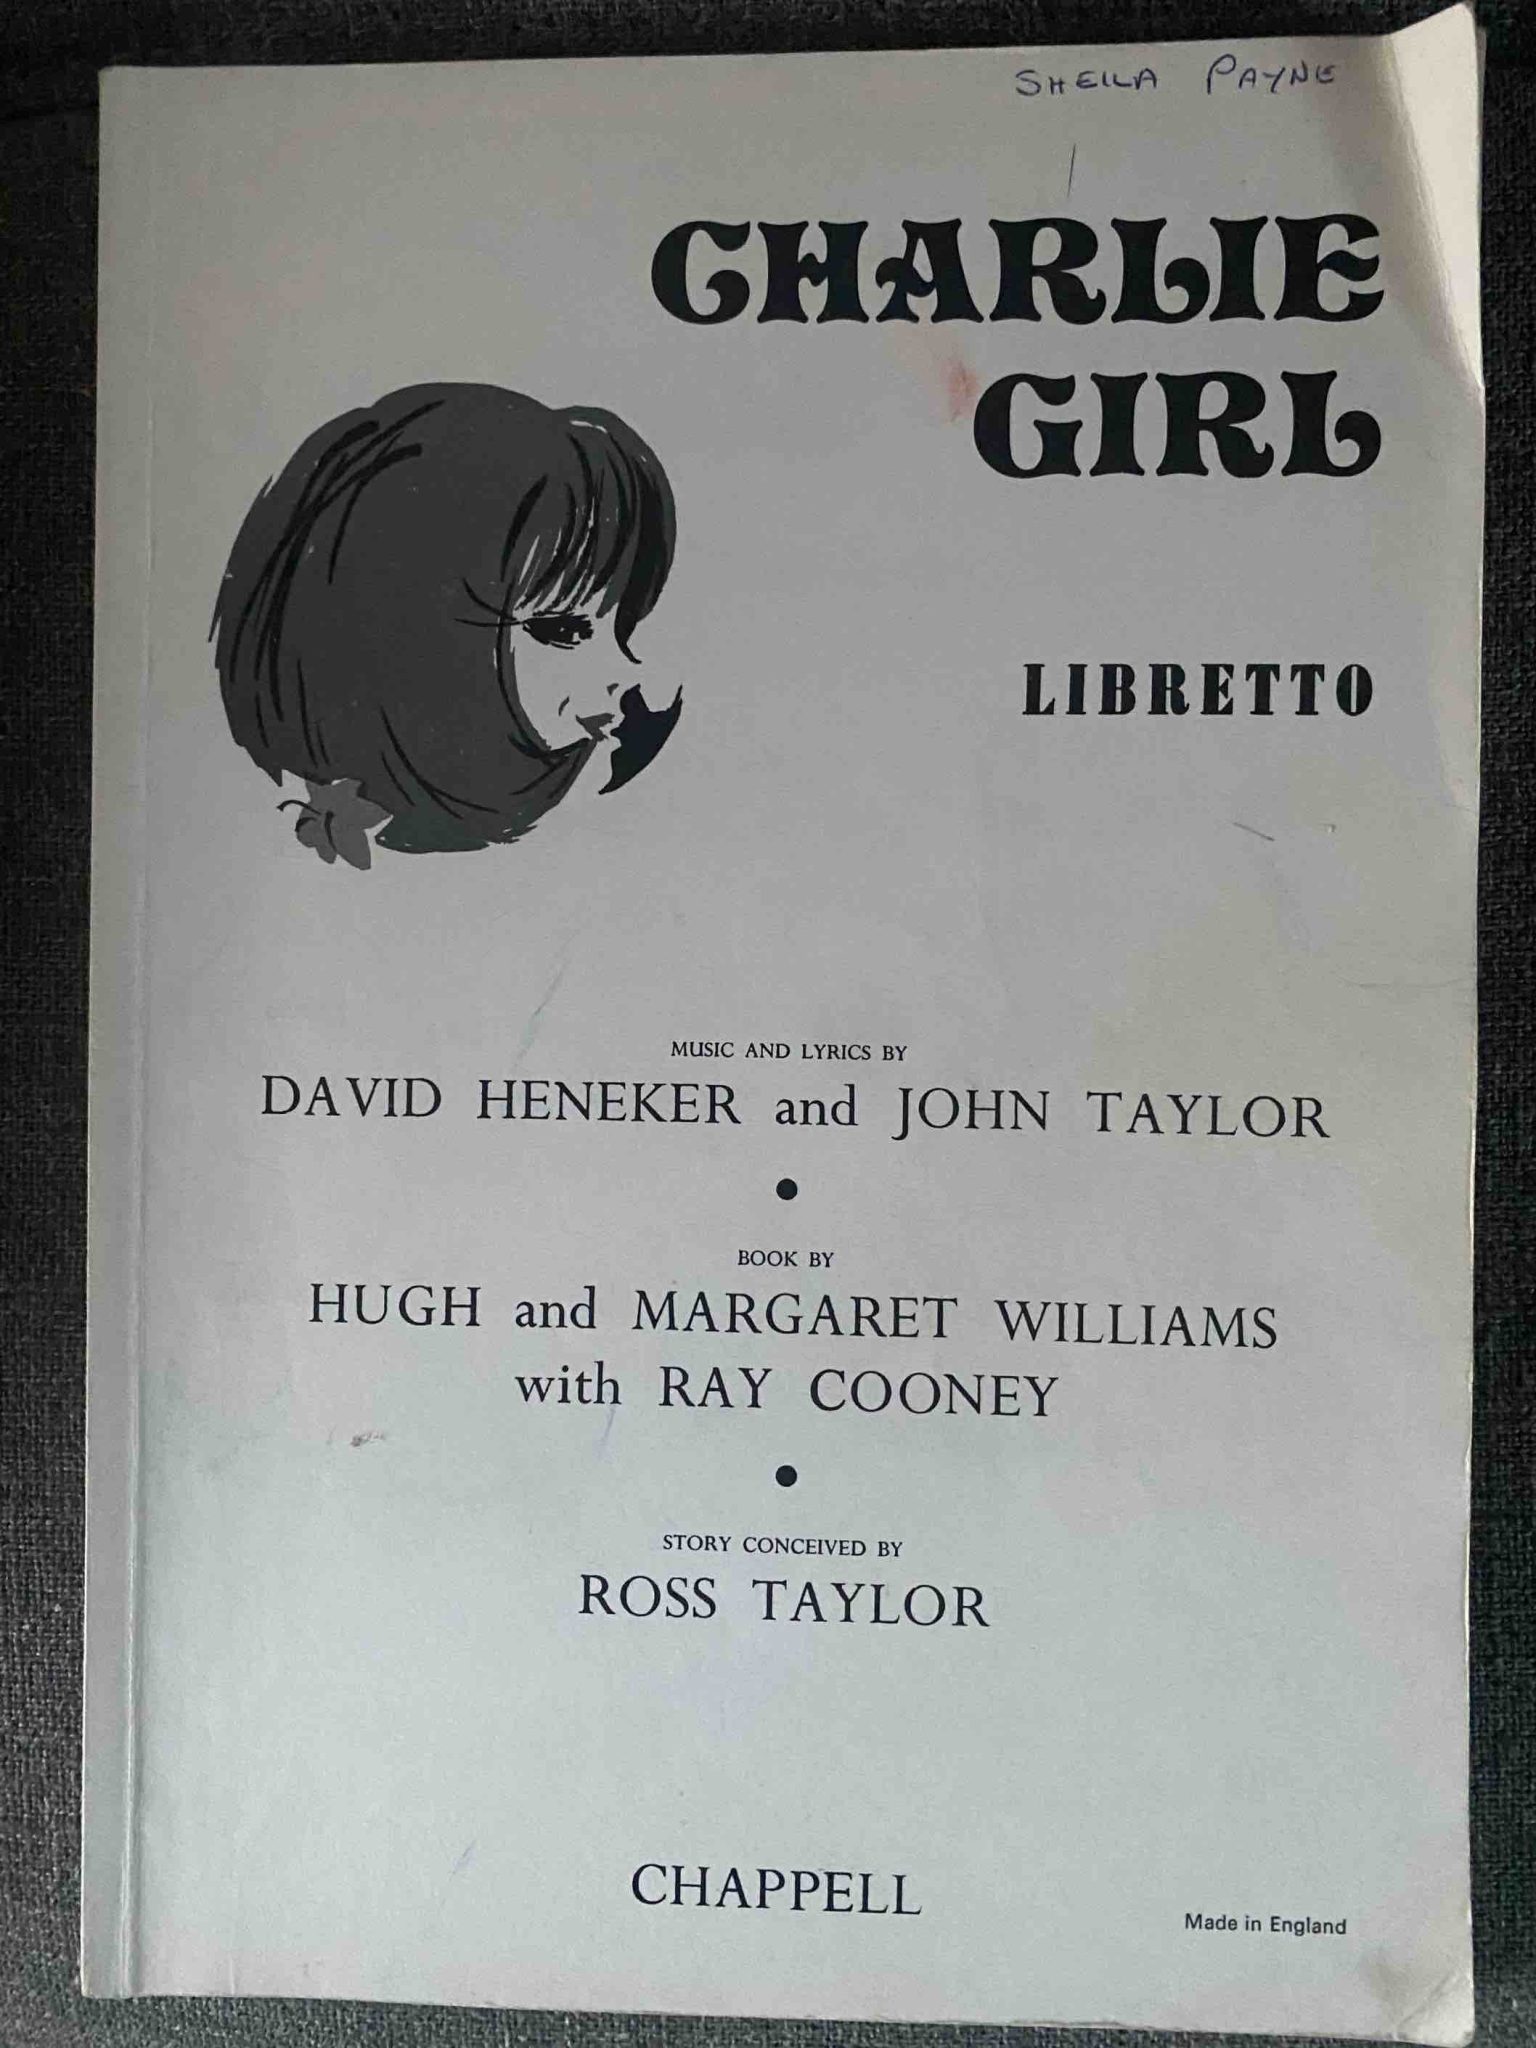 SHEILA PAYNE
CHARLIE
GIRL
LIBRETTO
MUSIC AND LYRICS BY
DAVID HENEKER and JOHN TAYLOR
•
BOOK BY
HUGH and MARGARET WILLIAMS
with RAY COONEY
•
STORY CONCEIVED BY
ROSS TAYLOR
CHAPPELL
Made in England